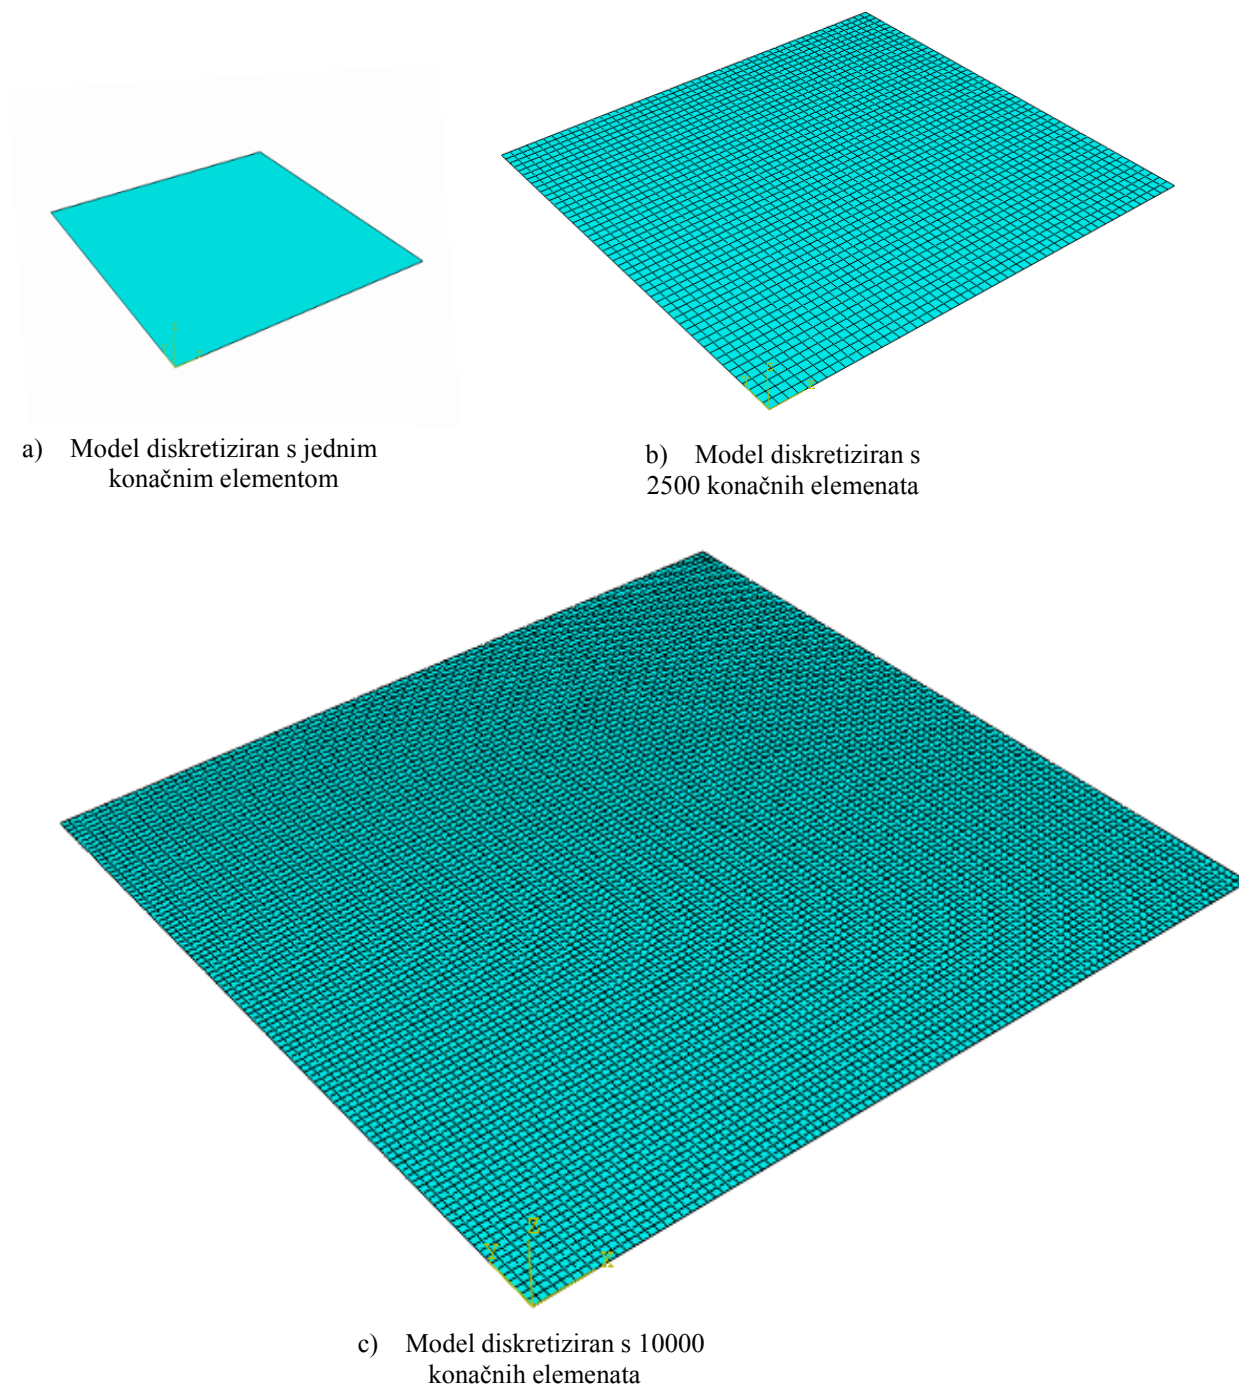 a) Model diskretiziran s jednim
konačnim elementom
b) Model diskretiziran s
2500 konačnih elemenata
Z
Y
X
c) Model diskretiziran s 10000
konačnih elemenata